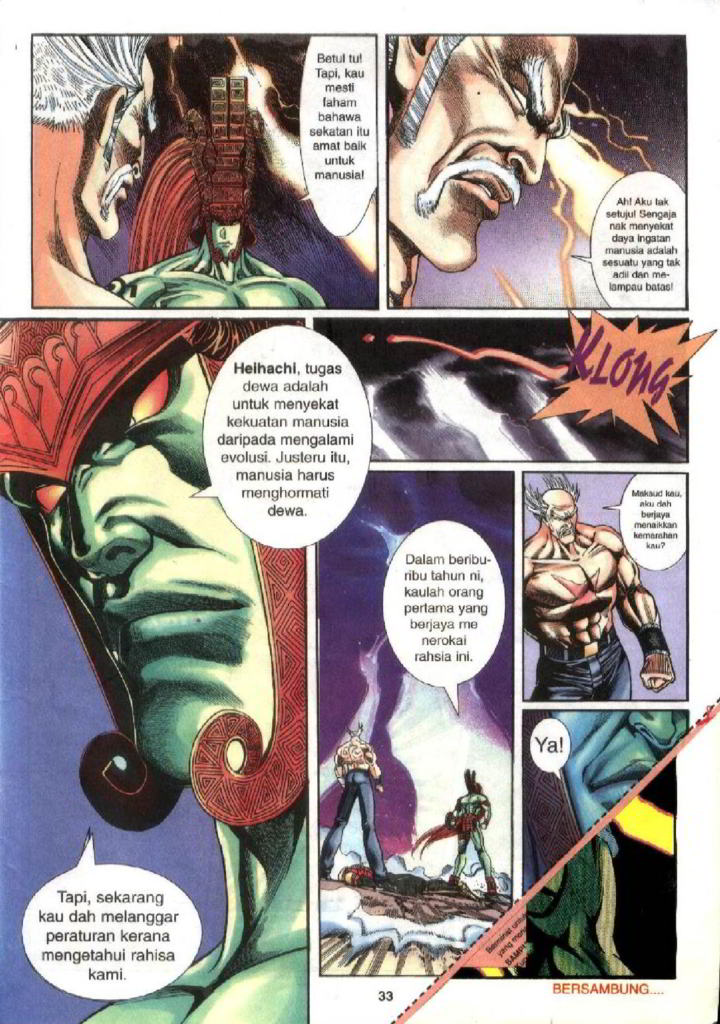 Betul tu!
Tapi, kau
mesti
faham
bahawa
sekatan itu
amat baik
untuk
manusia!
Ah! Aku tak
setuju! Sengaja
nak menyekat
daya ingatan
manusia adalah
sesuatu yang tak
adil dan me-
lampau batas!
Heihachi, tugas
dewa adalah
untuk menyekat
kekuatan manusia
daripada mengalami
evolusi. Justeru itu,
manusia harus
menghormati
dewa.
KLONG
Tapi, sekarang
kau dah melanggar
peraturan kerana
mengetahui rahisa
kami.
Dalam beribu-
ribu tahun ni,
kaulah orang
pertama yang
berjaya me
nerokai
rahsia ini.
Maksud kau,
aku dah
berjaya
menaikkan
kemarahan
kau?
Ya!
33
BERSAMBUNG....